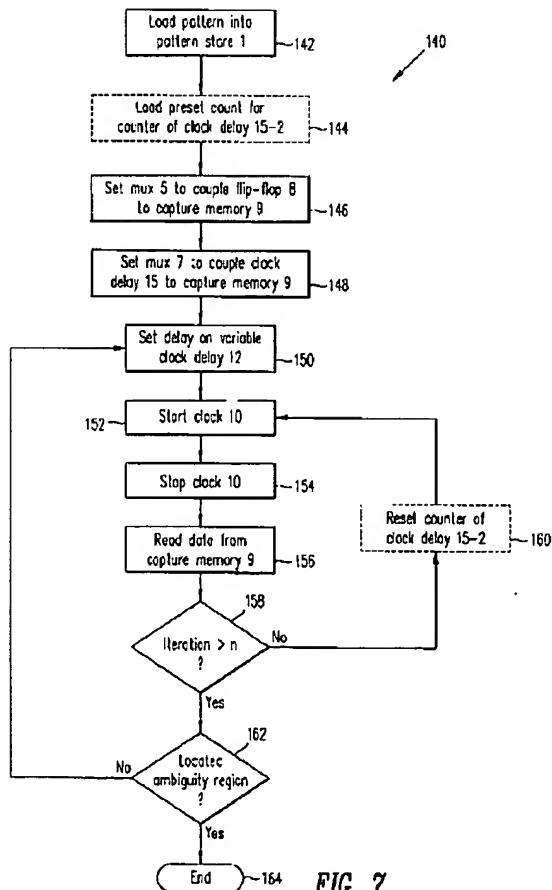 Load pattern into
pattern store 1
142
140
Load preset count for
counter of clock delay 15-2
144
Set mux 5 to couple flip-flop 8
to capture memory 9
146
Set mux 7 to couple clock
delay 15 to capture memory 9
148
Set delay on variable
clock delay 12
150
152
Start clock 10
Stop clock 10
154
Read data from
capture memory 9
156
Reset counter of
clock delay 15-2
160
158
Iteration > n
?
No
Yes
162
Located
ambiguity region
?
No
Yes
End
164
FIG. 7